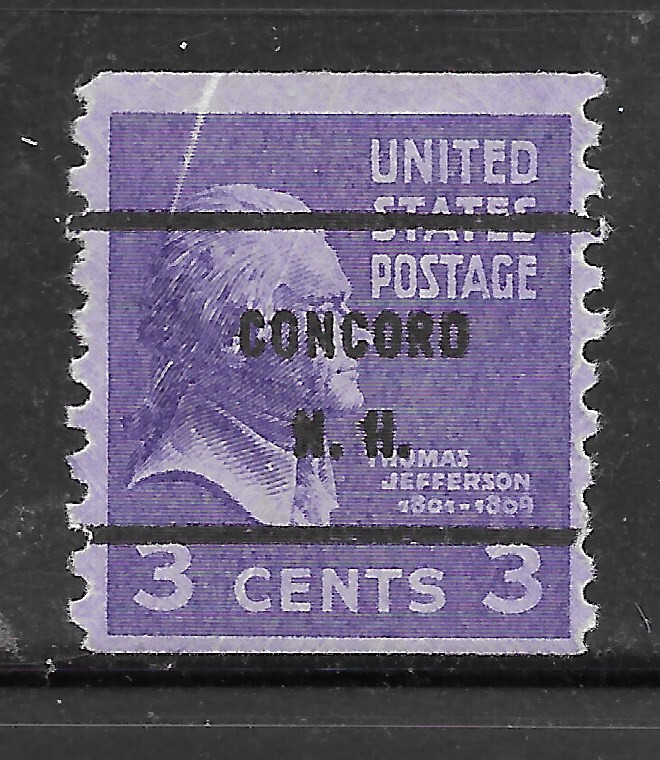 UNITED
STATES
POSTAGE
CONCORD
N. H.
THOMAS
JEFFERSON
1801-1809
3 CENTS 3